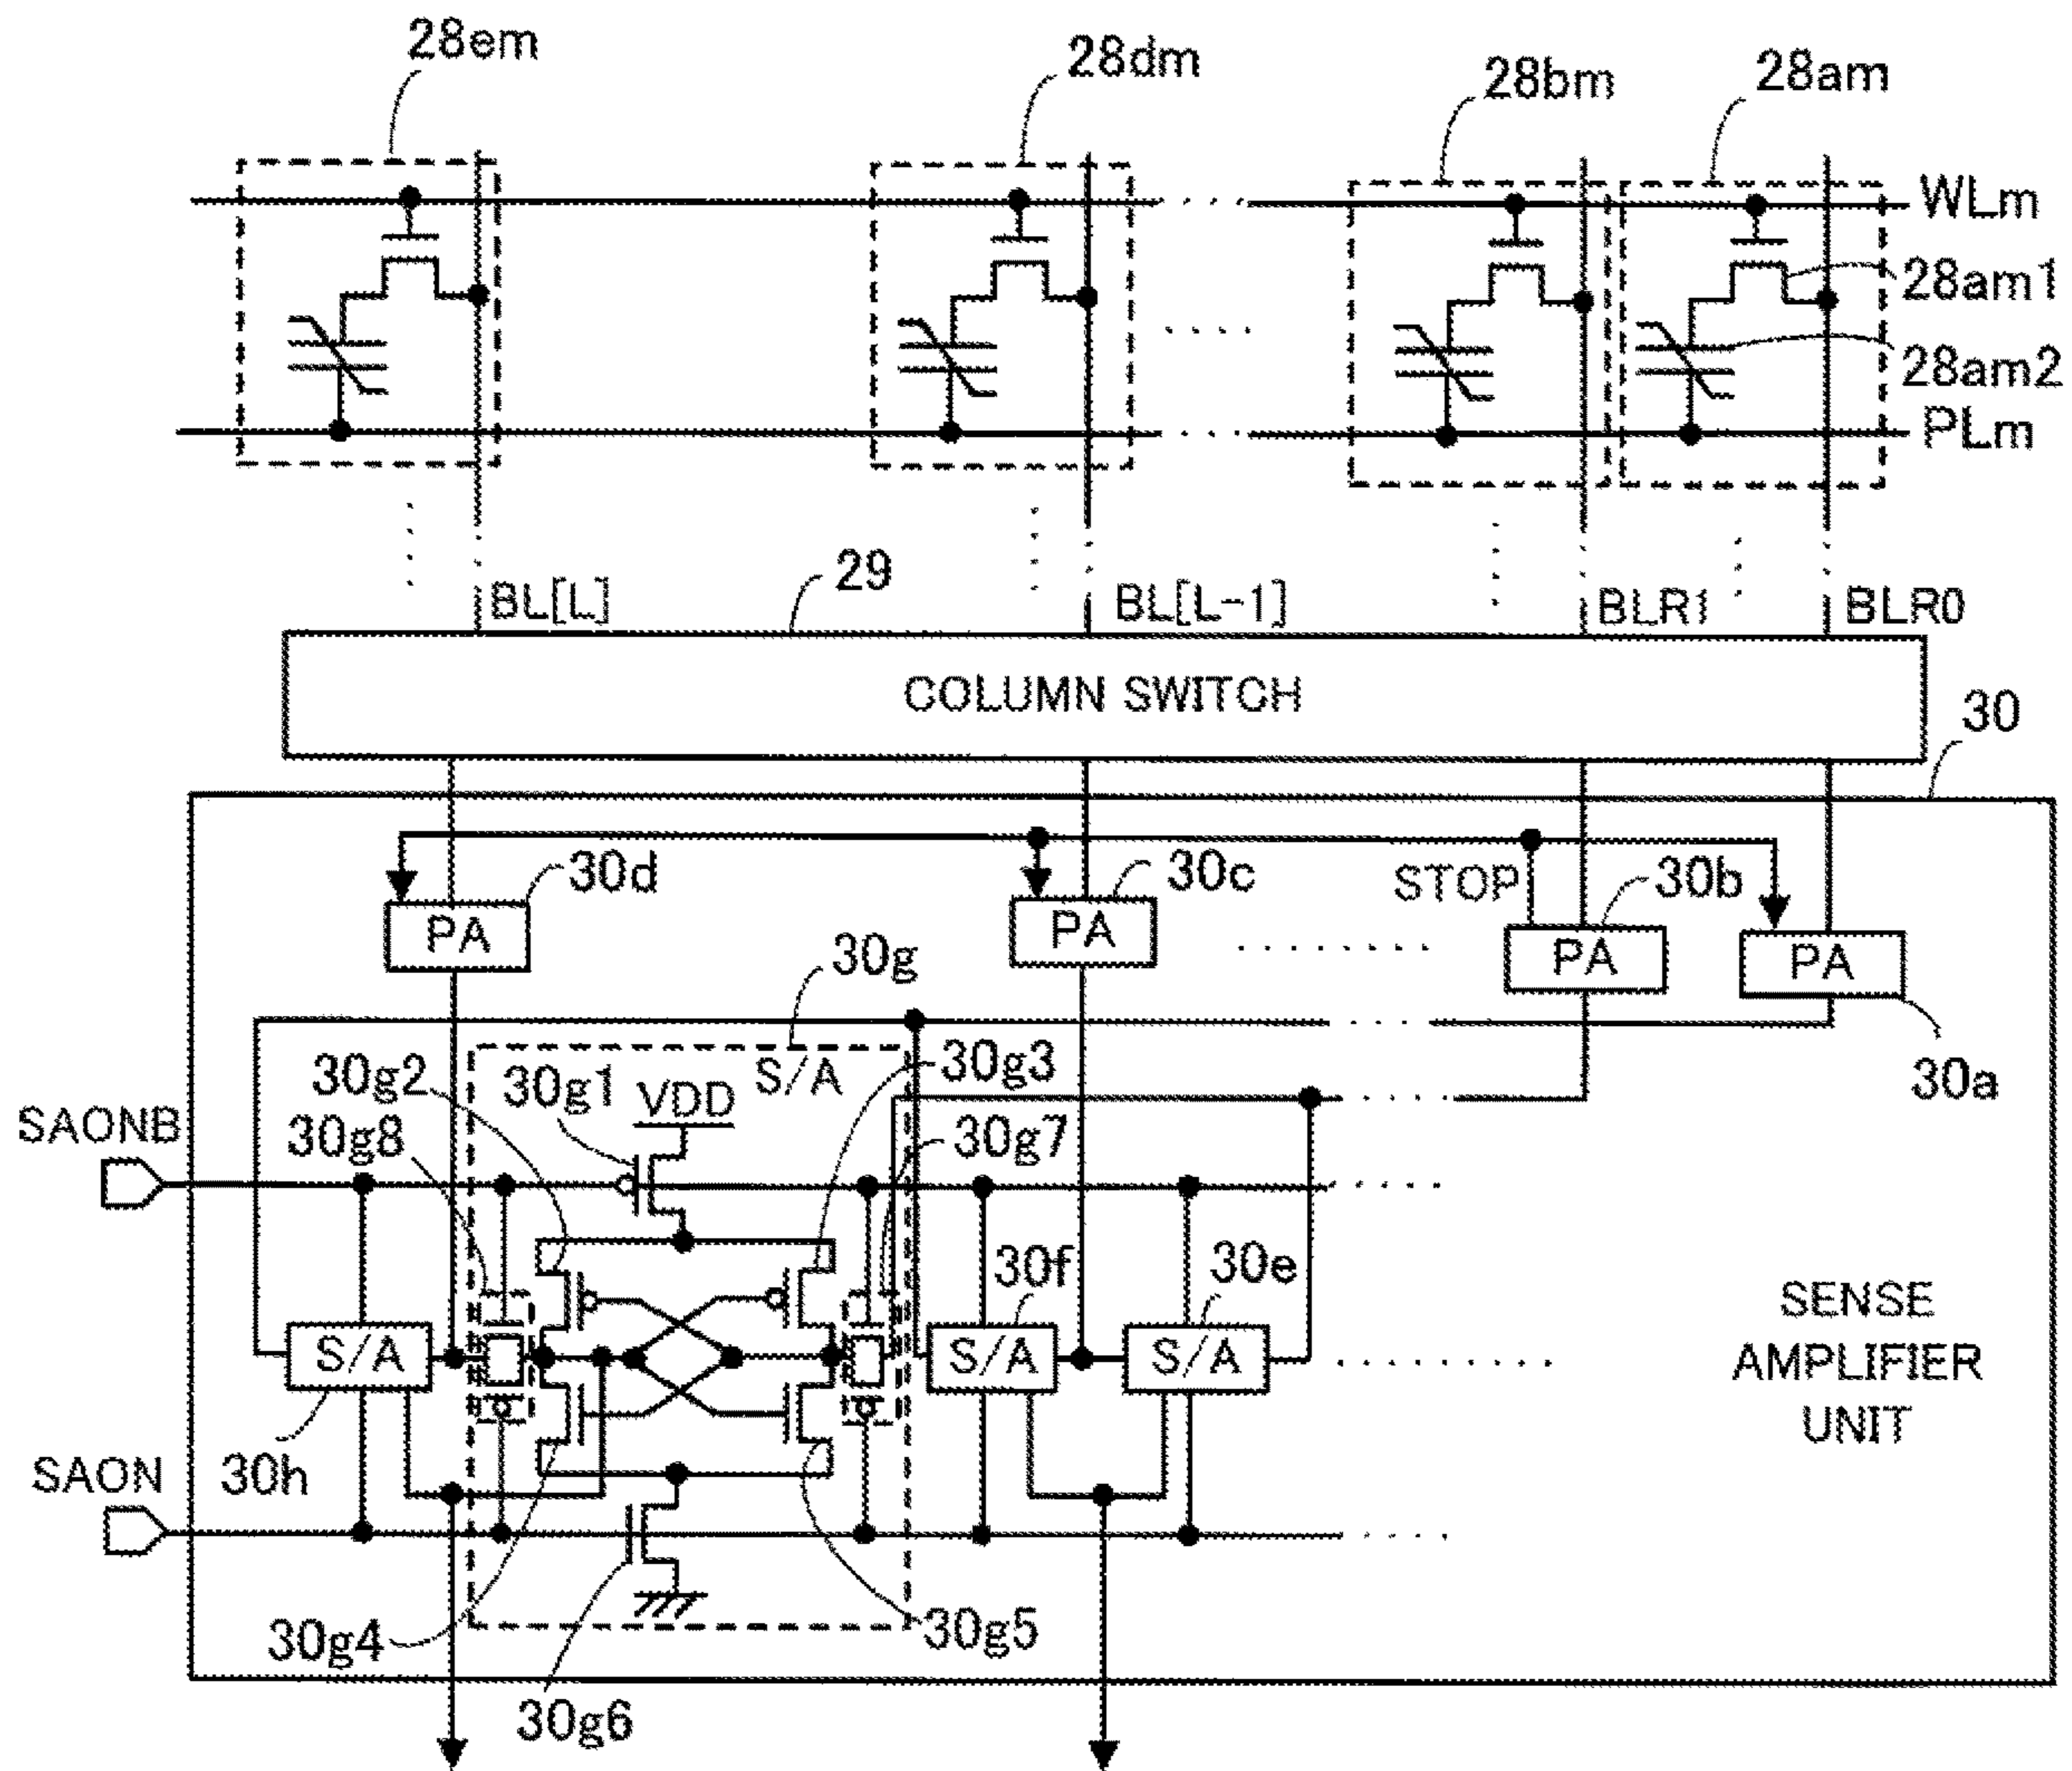 28em
28dm
28bm
28am
WLm
28am1
28am2
PLm
29
BL[L]
BL[L-1]
BLR1
BLR0
COLUMN SWITCH
30
30d
30c
STOP
30b
PA
PA
PA
PA
30g
30a
30g2
30g1
S/A
30g3
VDD
SAONB
30g8
30g7
30f
30e
S/A
S/A
S/A
SENSE
AMPLIFIER
UNIT
30h
SAON
30g4
30g5
30g6